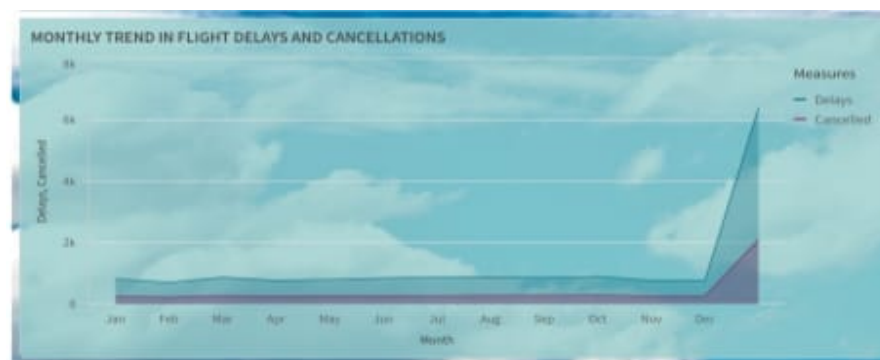 MONTHLY TREND IN FLIGHT DELAYS AND CANCELLATIONS
Measures
Delays
Cancelled
8k
6k
4k
2k
0
Delays, Cancelled
Jan Feb Mar Apr May Jun Jul Aug Sep Oct Nov Dec
Month